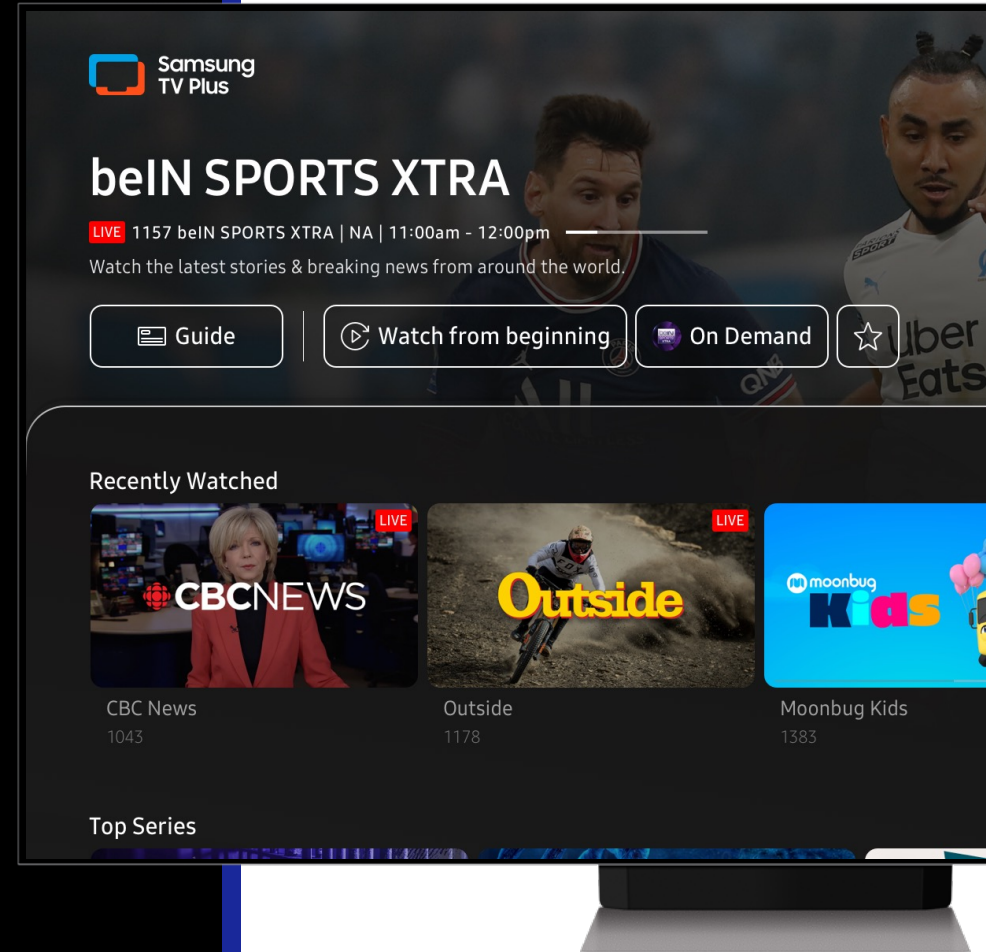 Samsung
TV Plus
beIN SPORTS XTRA
LIVE 1157 beIN SPORTS XTRA | NA | 11:00am - 12:00pm
Watch the latest stories & breaking news from around the world.
Guide
Watch from beginning
On Demand
SPORT
QNB
Uber
Eats
Recently Watched
LIVE
CBCNEWS
LIVE
Outside
moonbug
Kids
CBC News
Outside
Moonbug Kids
1043
1178
1383
Top Series